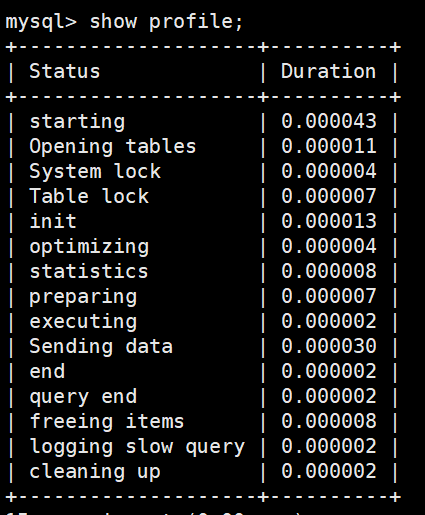 mysql> show profile;
+--------------------+----------+
| Status             | Duration |
+--------------------+----------+
| starting           | 0.000043 |
| Opening tables     | 0.000011 |
| System lock        | 0.000004 |
| Table lock         | 0.000007 |
| init               | 0.000013 |
| optimizing         | 0.000004 |
| statistics         | 0.000008 |
| preparing          | 0.000007 |
| executing          | 0.000002 |
| Sending data       | 0.000030 |
| end                | 0.000002 |
| query end          | 0.000002 |
| freeing items      | 0.000008 |
| logging slow query | 0.000002 |
| cleaning up        | 0.000002 |
+--------------------+----------+